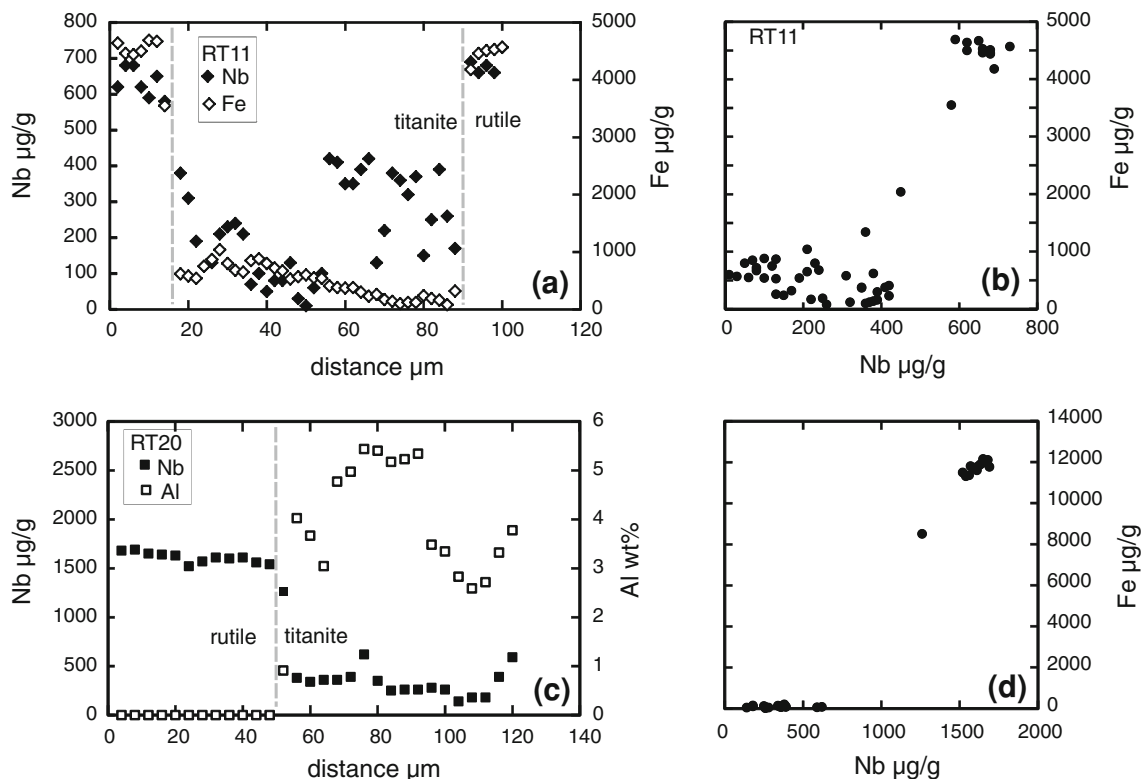 800
700
600
500
400
300
200
100
0
Nb µg/g
RT11
Nb
Fe
titanite
rutile
(a)
5000
4000
3000
2000
1000
0
Fe µg/g
0 20 40 60 80 100 120
distance µm
RT11
(b)
5000
4000
3000
2000
1000
0
Fe µg/g
0 200 400 600 800
Nb µg/g
3000
2500
2000
1500
1000
500
0
Nb µg/g
RT20
Nb
Al
rutile
titanite
(c)
6
5
4
3
2
1
0
Al wt%
0 20 40 60 80 100 120 140
distance µm
(d)
14000
12000
10000
8000
6000
4000
2000
0
Fe µg/g
0 500 1000 1500 2000
Nb µg/g